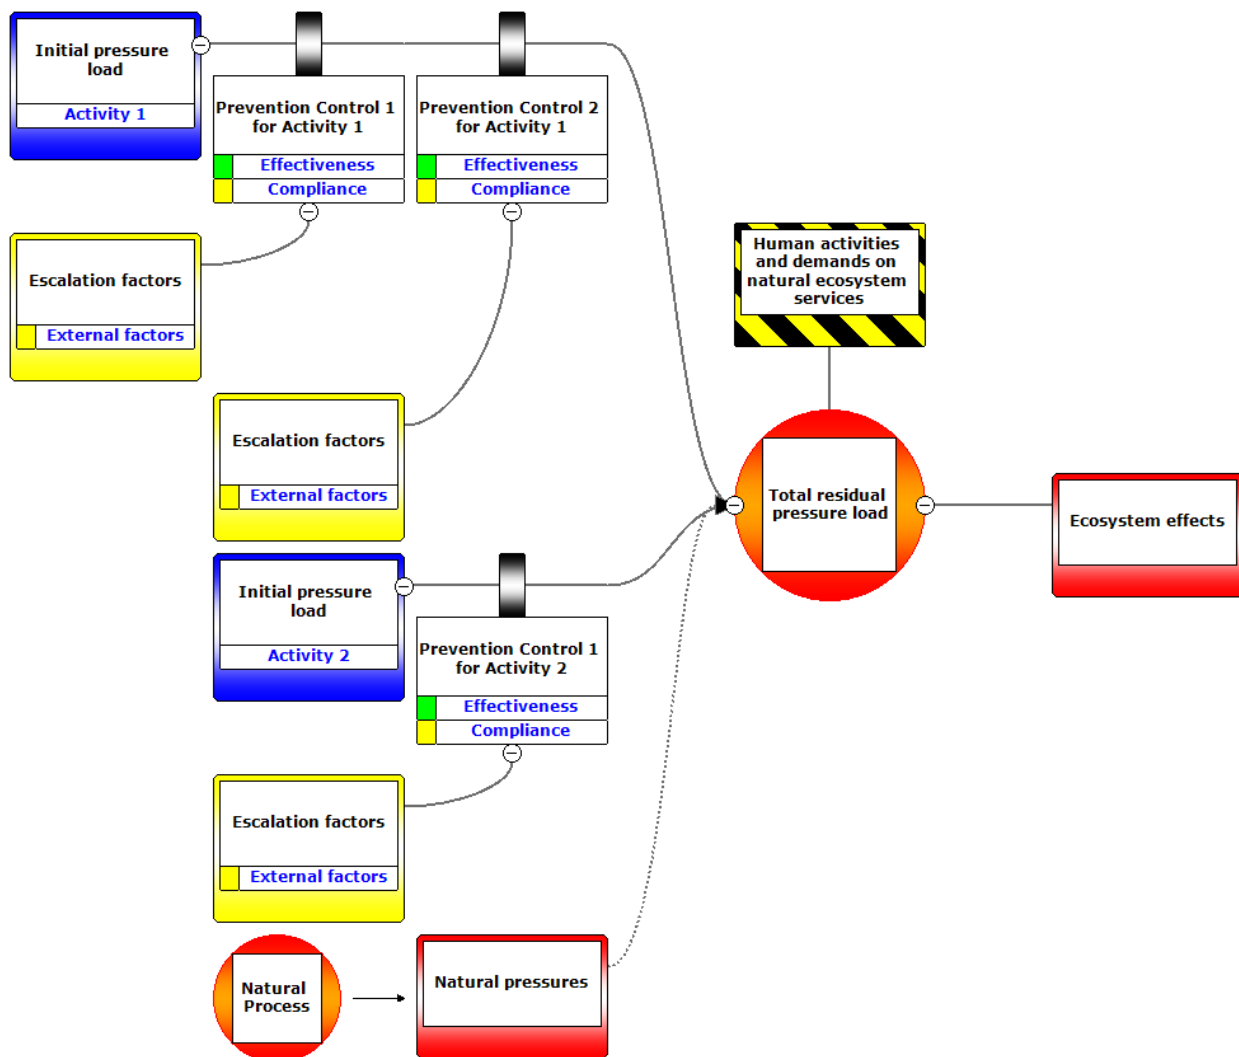 Initial pressure
load
Activity 1
Prevention Control 1
for Activity 1
Effectiveness
Compliance
Prevention Control 2
for Activity 1
Effectiveness
Compliance
Escalation factors
External factors
Human activities
and demands on
natural ecosystem
services
Escalation factors
External factors
Total residual
pressure load
Ecosystem effects
Initial pressure
load
Activity 2
Prevention Control 1
for Activity 2
Effectiveness
Compliance
Escalation factors
External factors
Natural
Process
Natural pressures